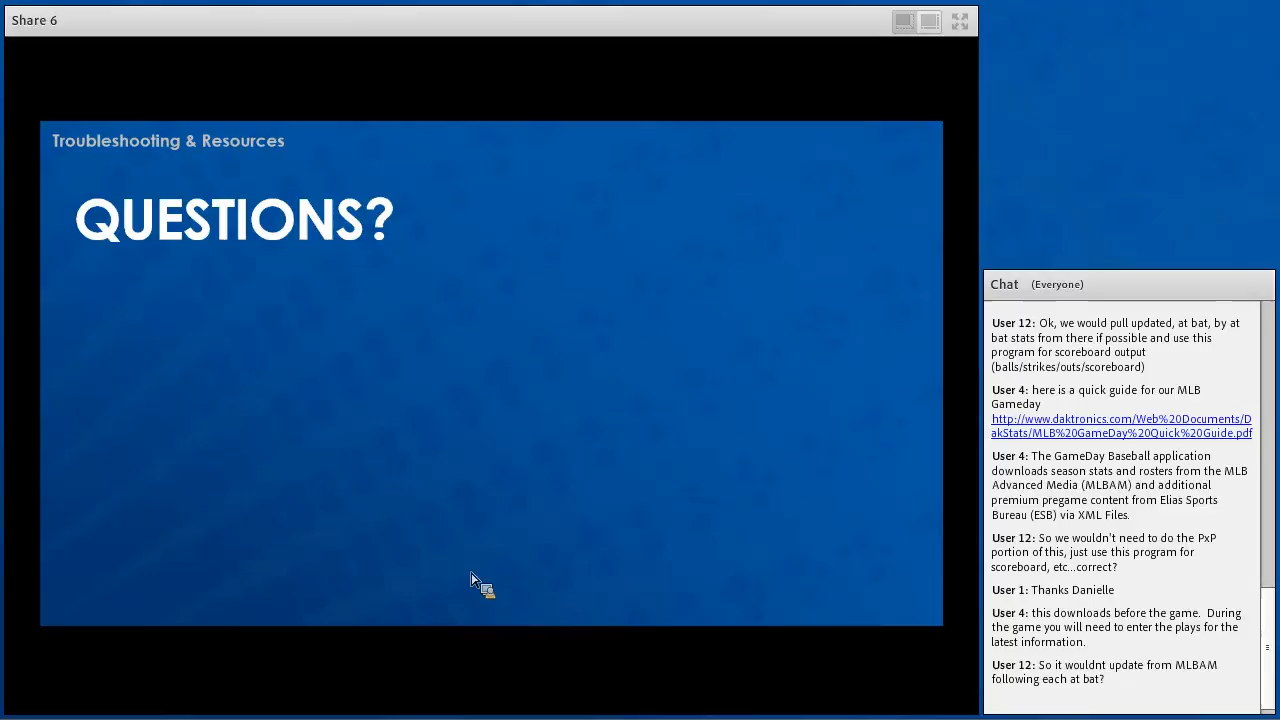 Share 6
Troubleshooting & Resources
QUESTIONS?
Chat (Everyone)
User 12: Ok, we would pull updated, at bat, by at
bat stats from there if possible and use this
program for scoreboard output
(balls/strikes/outs/scoreboard)
User 4: here is a quick guide for our MLB
Gameday
http://www.daktronics.com/Web%20Documents/D
akStats/MLB%20GameDay%20Quick%20Guide.pdf
User 4: The GameDay Baseball application
downloads season stats and rosters from the MLB
Advanced Media (MLBAM) and additional
premium pregame content from Elias Sports
Bureau (ESB) via XML Files.
User 12: So we wouldn't need to do the PxP
portion of this, just use this program for
scoreboard, etc...correct?
User 1: Thanks Danielle
User 4: this downloads before the game. During
the game you will need to enter the plays for the
latest information.
User 12: So it wouldnt update from MLBAM
following each at bat?